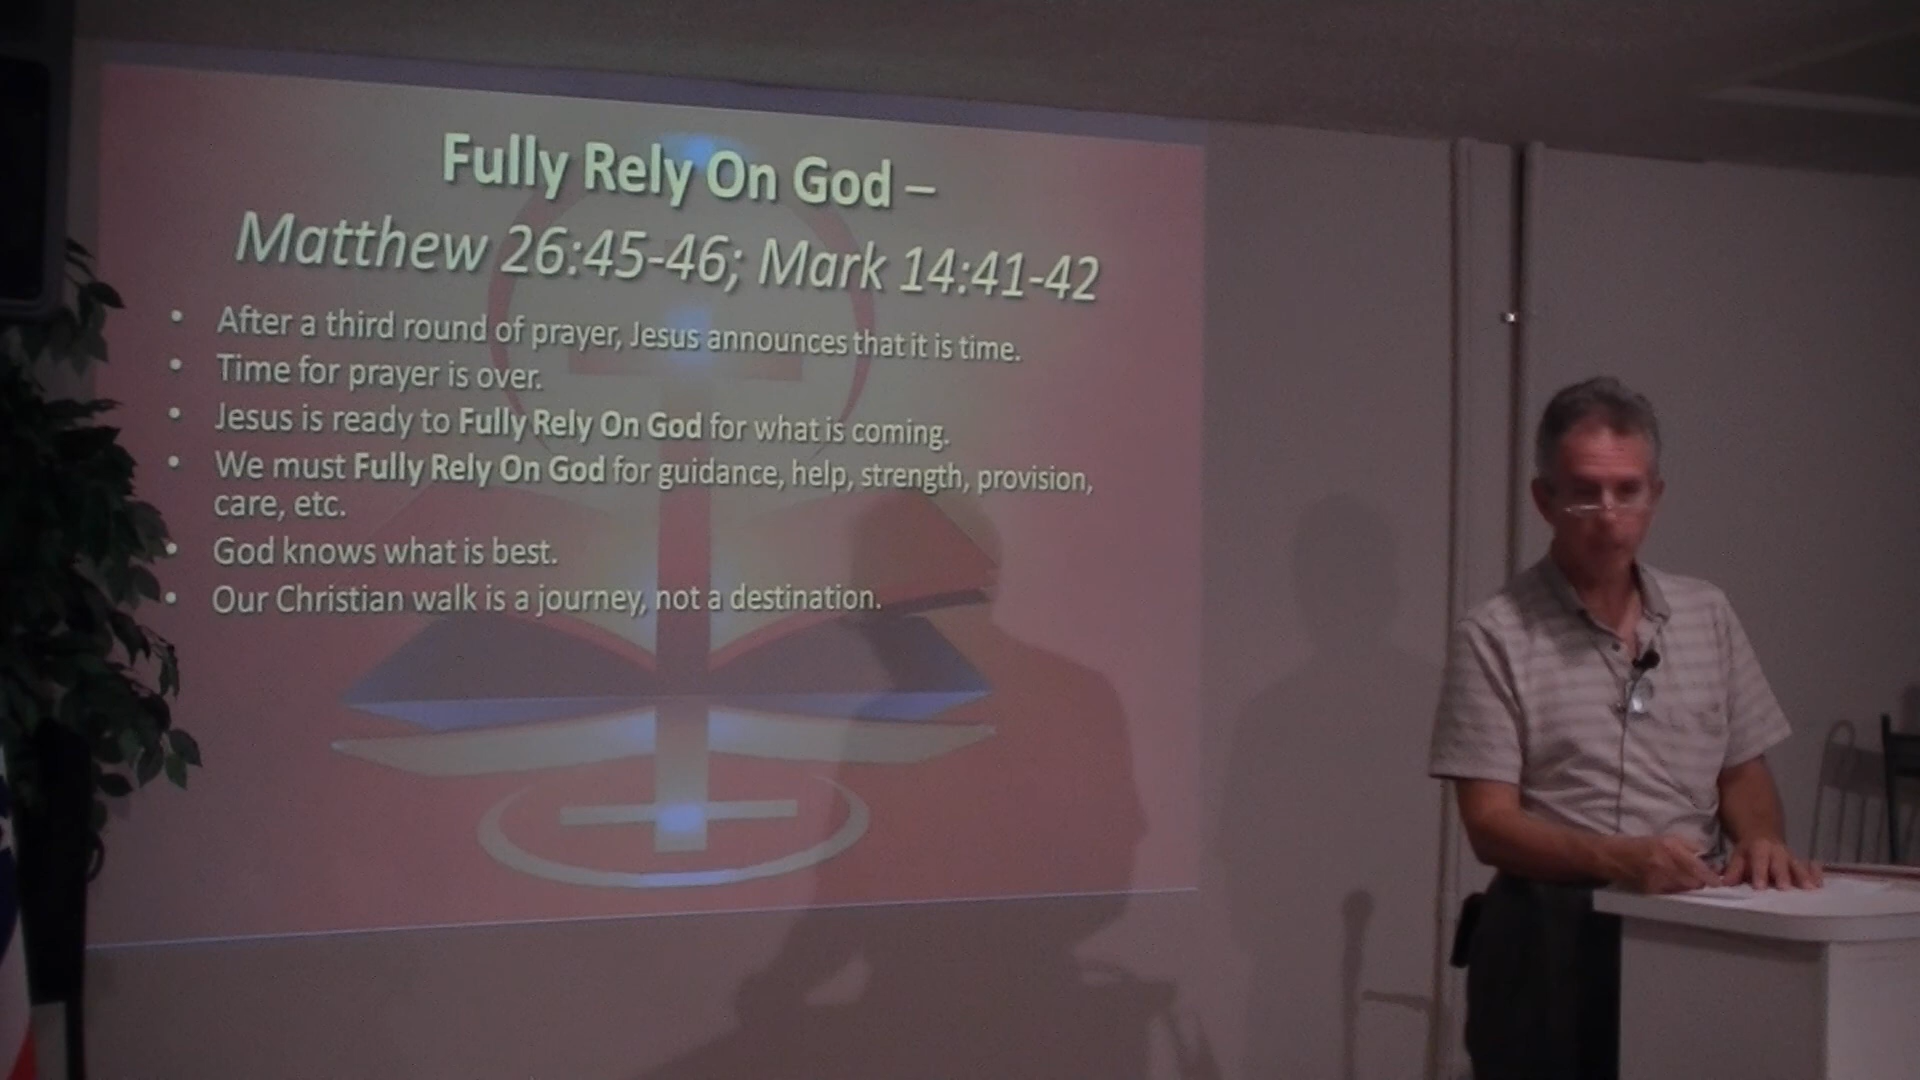 Fully Rely On God –
Matthew 26:45-46; Mark 14:41-42
• After a third round of prayer, Jesus announces that it is time.
• Time for prayer is over.
• Jesus is ready to Fully Rely On God for what is coming.
• We must Fully Rely On God for guidance, help, strength, provision,
care, etc.
• God knows what is best.
• Our Christian walk is a journey, not a destination.